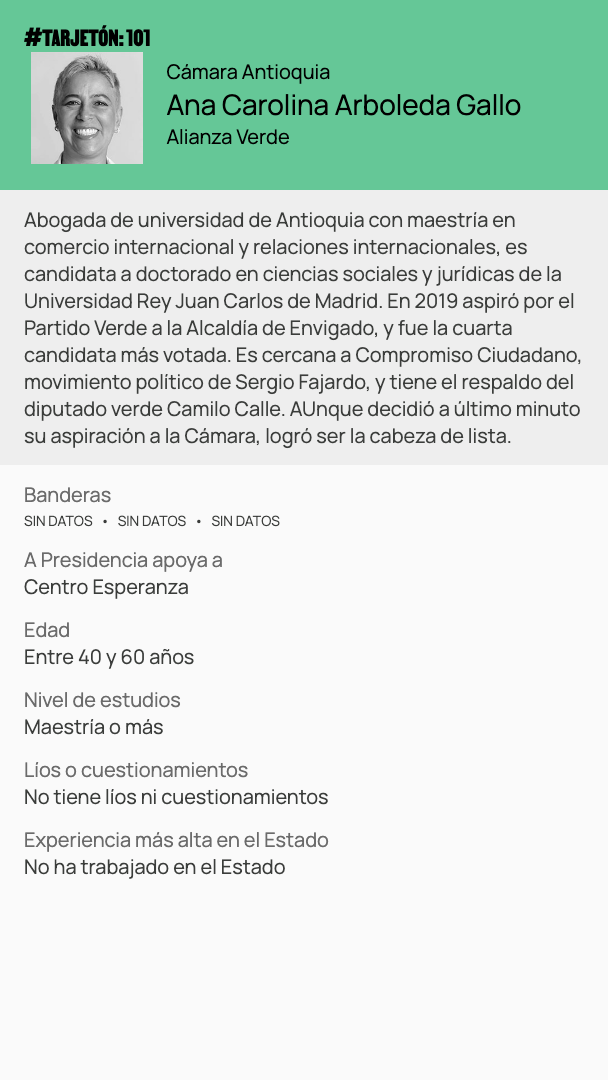 #TARJETÓN: 101
Cámara Antioquia
Ana Carolina Arboleda Gallo
Alianza Verde
Abogada de universidad de Antioquia con maestría en
comercio internacional y relaciones internacionales, es
candidata a doctorado en ciencias sociales y jurídicas de la
Universidad Rey Juan Carlos de Madrid. En 2019 aspiró por el
Partido Verde a la Alcaldía de Envigado, y fue la cuarta
candidata más votada. Es cercana a Compromiso Ciudadano,
movimiento político de Sergio Fajardo, y tiene el respaldo del
diputado verde Camilo Calle. AUnque decidió a último minuto
su aspiración a la Cámara, logró ser la cabeza de lista.
Banderas
SIN DATOS • SIN DATOS • SIN DATOS
A Presidencia apoya a
Centro Esperanza
Edad
Entre 40 y 60 años
Nivel de estudios
Maestría o más
Líos o cuestionamientos
No tiene líos ni cuestionamientos
Experiencia más alta en el Estado
No ha trabajado en el Estado